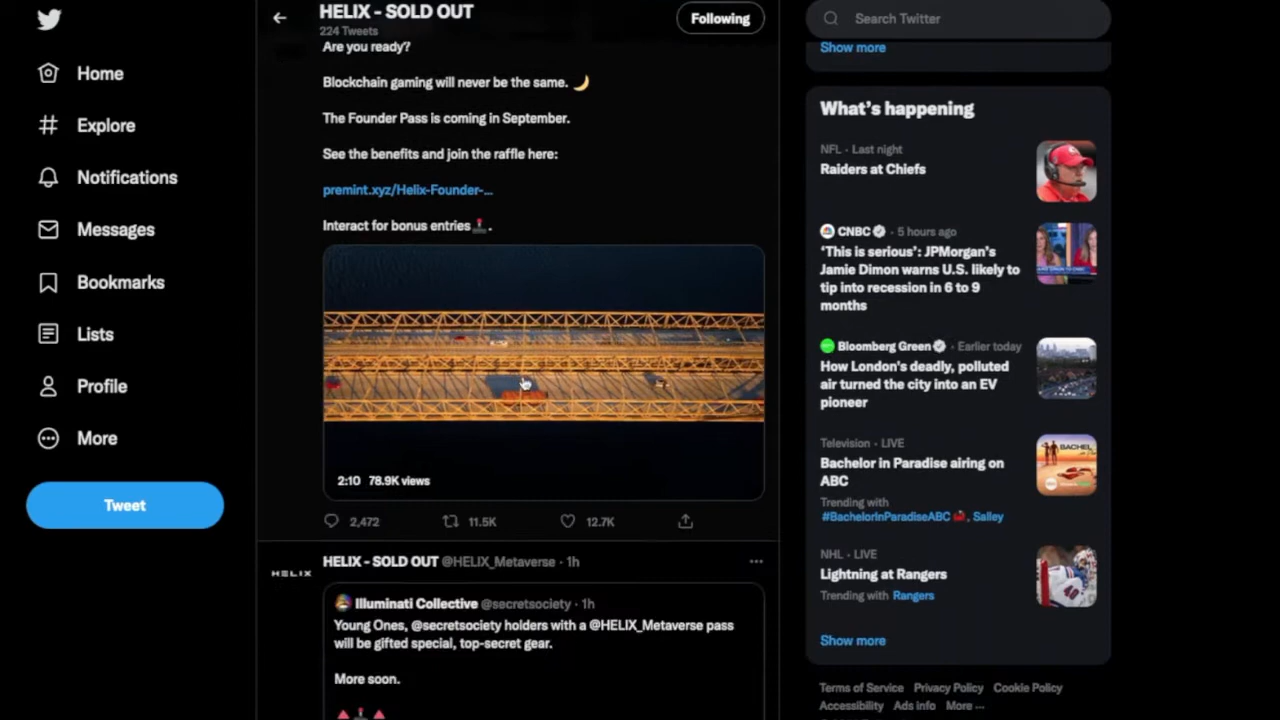 Home
Explore
Notifications
Messages
Bookmarks
Lists
Profile
More
Tweet
HELIX - SOLD OUT
224 Tweets
Following
Are you ready?
Blockchain gaming will never be the same.
The Founder Pass is coming in September.
See the benefits and join the raffle here:
premint.xyz/Helix-Founder-...
Interact for bonus entries🕹️.
2:10 78.9K views
2,472 11.5K 12.7K
HELIX
HELIX - SOLD OUT @HELIX_Metaverse · 1h
Illuminati Collective @secretsociety · 1h
Young Ones, @secretsociety holders with a @HELIX_Metaverse pass
will be gifted special, top-secret gear.
More soon.
Search Twitter
Show more
What's happening
NFL · Last night
Raiders at Chiefs
CNBC · 5 hours ago
‘This is serious’: JPMorgan’s
Jamie Dimon warns U.S. likely to
tip into recession in 6 to 9
months
Bloomberg Green · Earlier today
How London's deadly, polluted
air turned the city into an EV
pioneer
Television · LIVE
Bachelor in Paradise airing on
ABC
Trending with
#BachelorInParadiseABC , Salley
NHL · LIVE
Lightning at Rangers
Trending with Rangers
Show more
Terms of Service Privacy Policy Cookie Policy
Accessibility Ads info More ···